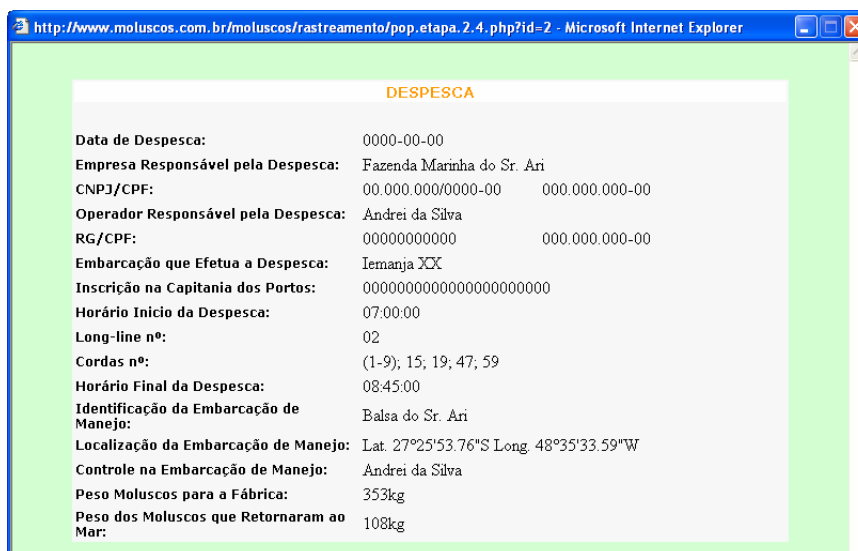 http://www.moluscos.com.br/moluscos/rastreamento/pop.etapa.2.4.php?id=2 - Microsoft Internet Explorer
DESPESCA
Data de Despesca: 0000-00-00
Empresa Responsável pela Despesca: Fazenda Marinha do Sr. Ari
CNPJ/CPF: 00.000.000/0000-00 000.000.000-00
Operador Responsável pela Despesca: Andrei da Silva
RG/CPF: 00000000000 000.000.000-00
Embarcação que Efetua a Despesca: Iemanja XX
Inscrição na Capitania dos Portos: 00000000000000000000
Horário Inicio da Despesca: 07:00:00
Long-line nº: 02
Cordas nº: (1-9); 15; 19; 47; 59
Horário Final da Despesca: 08:45:00
Identificação da Embarcação de
Manejo: Balsa do Sr. Ari
Localização da Embarcação de Manejo: Lat. 27°25'53.76"S Long. 48°35'33.59"W
Controle na Embarcação de Manejo: Andrei da Silva
Peso Moluscos para a Fábrica: 353kg
Peso dos Moluscos que Retornaram ao
Mar: 108kg